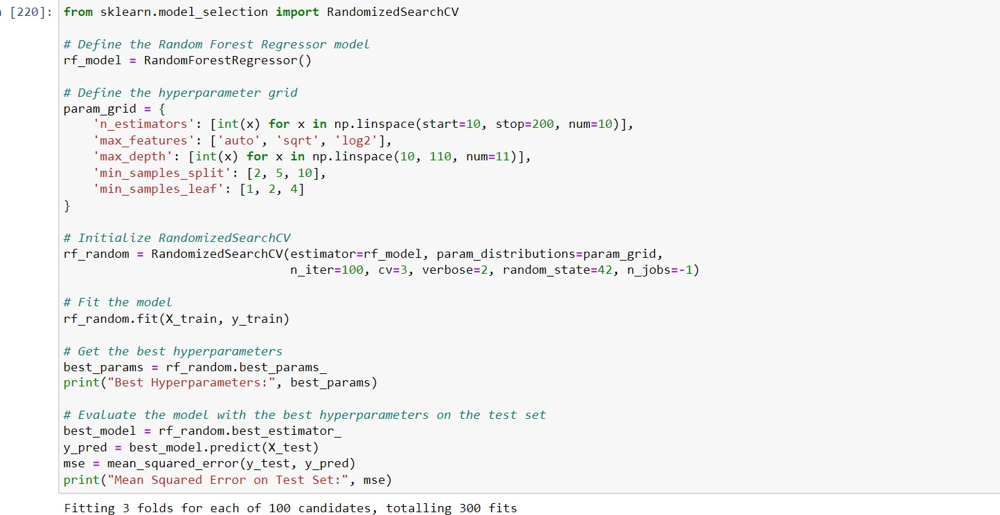 [220]: from sklearn.model_selection import RandomizedSearchCV
# Define the Random Forest Regressor model
rf_model = RandomForestRegressor()
# Define the hyperparameter grid
param_grid = {
    'n_estimators': [int(x) for x in np.linspace(start=10, stop=200, num=10)],
    'max_features': ['auto', 'sqrt', 'log2'],
    'max_depth': [int(x) for x in np.linspace(10, 110, num=11)],
    'min_samples_split': [2, 5, 10],
    'min_samples_leaf': [1, 2, 4]
}
# Initialize RandomizedSearchCV
rf_random = RandomizedSearchCV(estimator=rf_model, param_distributions=param_grid,
                               n_iter=100, cv=3, verbose=2, random_state=42, n_jobs=-1)
# Fit the model
rf_random.fit(X_train, y_train)
# Get the best hyperparameters
best_params = rf_random.best_params_
print("Best Hyperparameters:", best_params)
# Evaluate the model with the best hyperparameters on the test set
best_model = rf_random.best_estimator_
y_pred = best_model.predict(X_test)
mse = mean_squared_error(y_test, y_pred)
print("Mean Squared Error on Test Set:", mse)
Fitting 3 folds for each of 100 candidates, totalling 300 fits